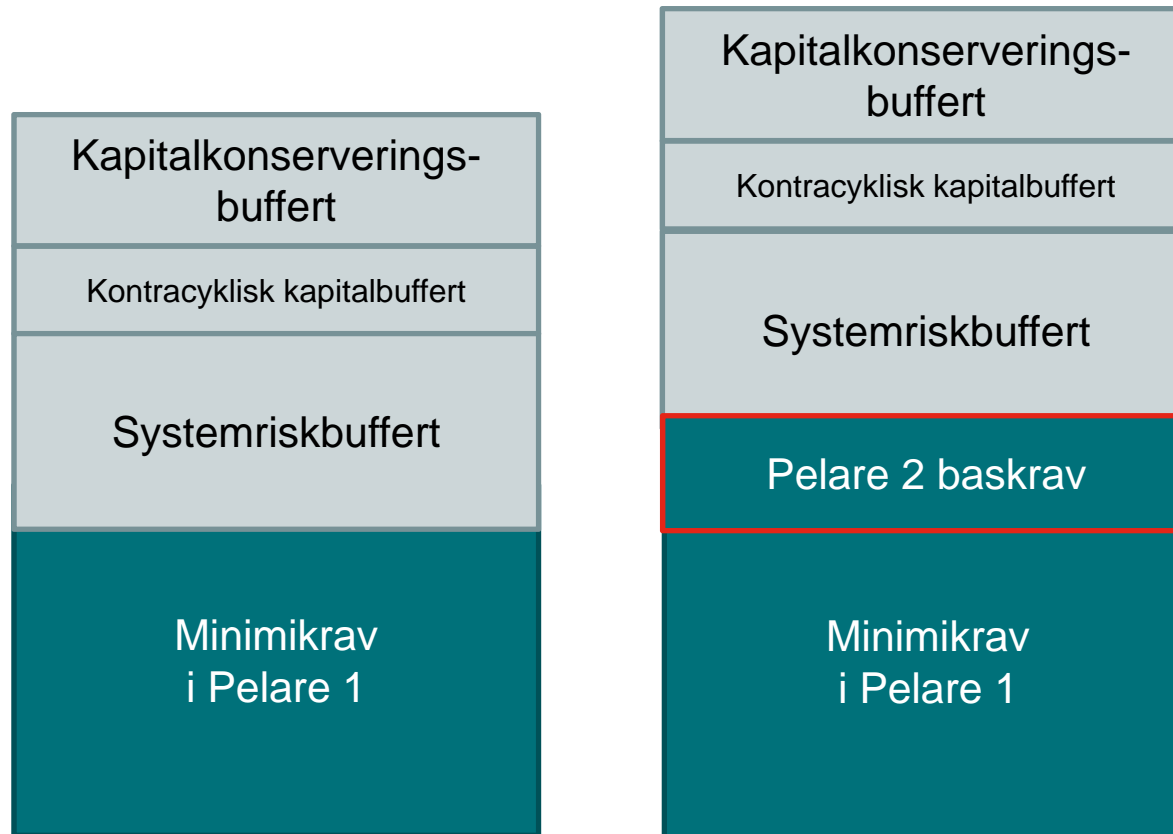 Kapitalkonserverings-
buffert
Kontracyklisk kapitalbuffert
Systemriskbuffert
Minimikrav
i Pelare 1
Kapitalkonserverings-
buffert
Kontracyklisk kapitalbuffert
Systemriskbuffert
Pelare 2 baskrav
Minimikrav
i Pelare 1